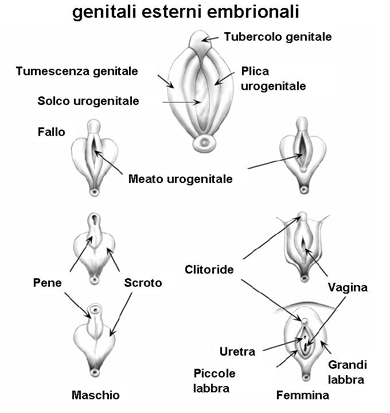 genitali esterni embrionali
Tubercolo genitale
Tumescenza genitale
Plica
urogenitale
Solco urogenitale
Fallo
Meato urogenitale
Clitoride
Pene
Scroto
Vagina
Uretra
Piccole
labbra
Grandi
labbra
Maschio
Femmina